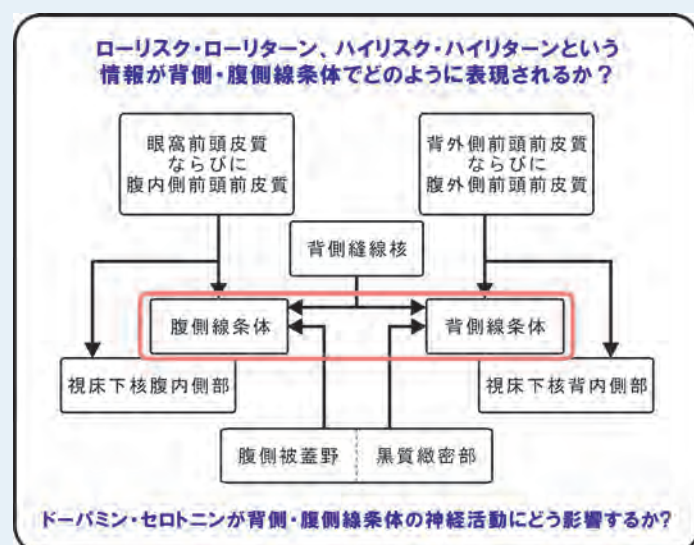 ローリスク・ローリターン、ハイリスク・ハイリターンという
情報が背側・腹側線条体でどのように表現されるか？
眼窩前頭皮質
ならびに
腹内側前頭前皮質
背外側前頭前皮質
ならびに
腹外側前頭前皮質
背側縫線核
腹側線条体
背側線条体
視床下核腹内側部
視床下核背内側部
腹側被蓋野
黒質緻密部
ドーパミン・セロトニンが背側・腹側線条体の神経活動にどう影響するか?